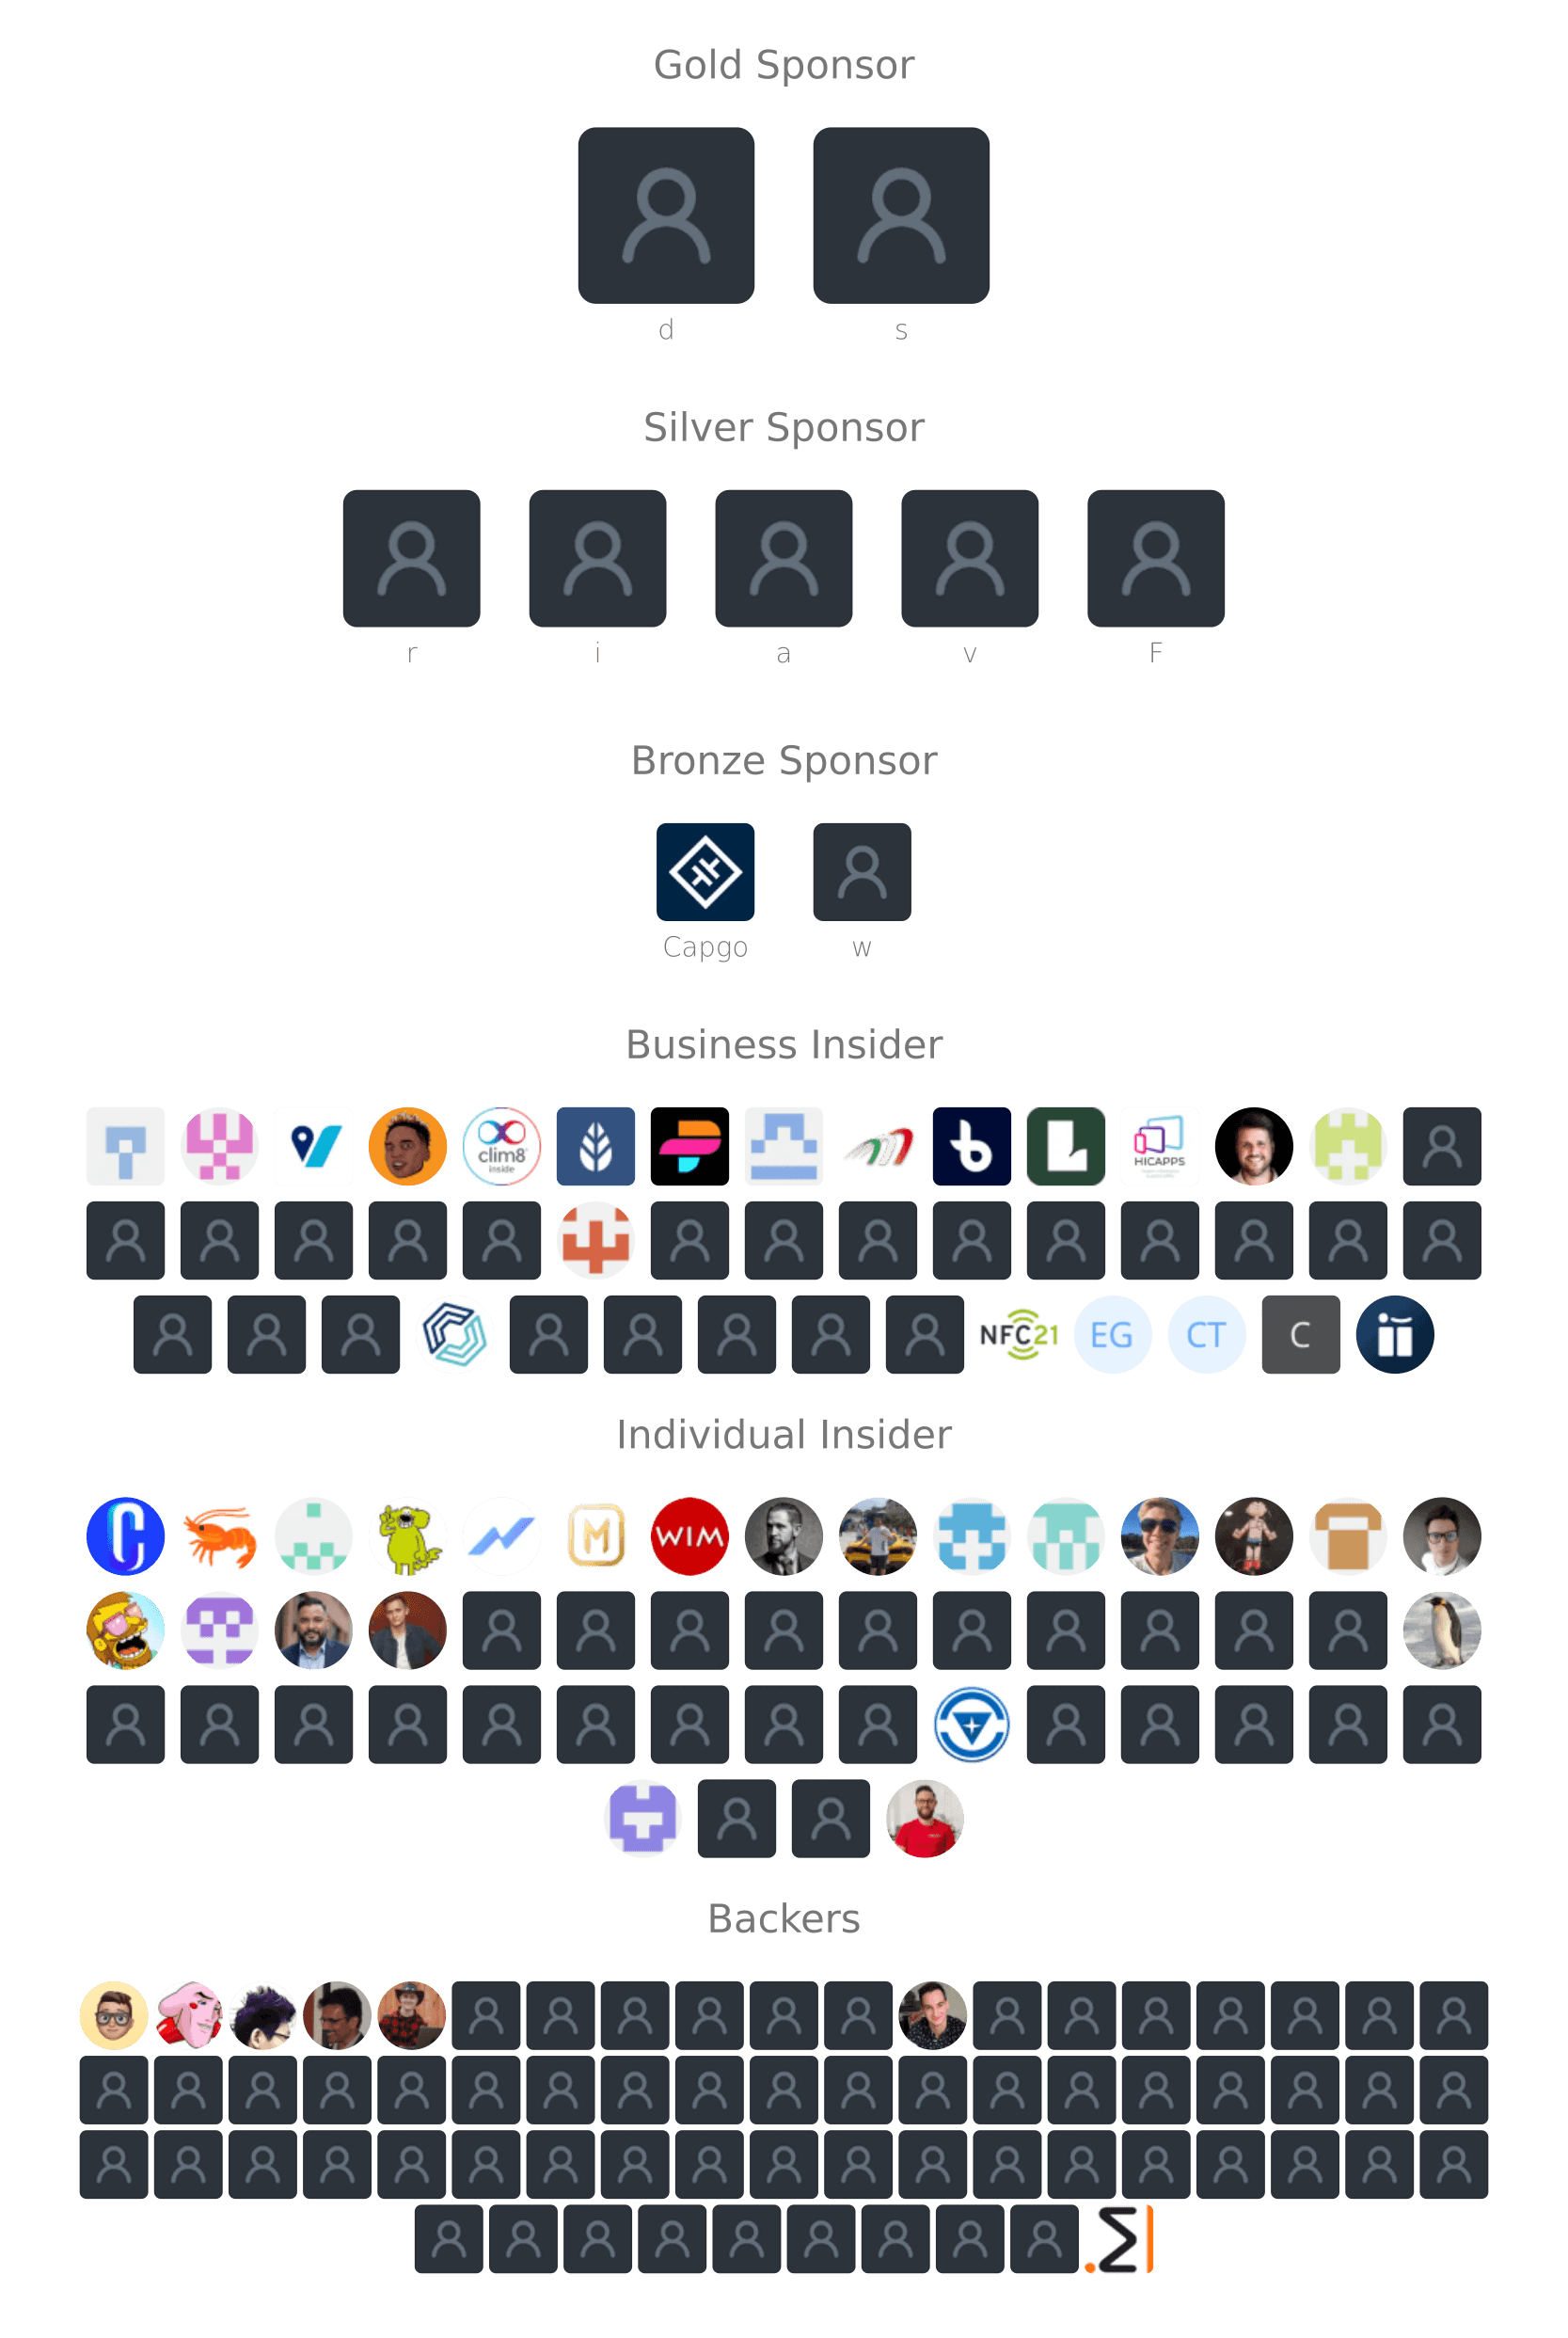 Gold Sponsor
d s
Silver Sponsor
r i a v F
Bronze Sponsor
Capgo w
Business Insider
clim8
inside
HICAPPS
NFC21 EG CT C
Individual Insider
M WIM
Backers